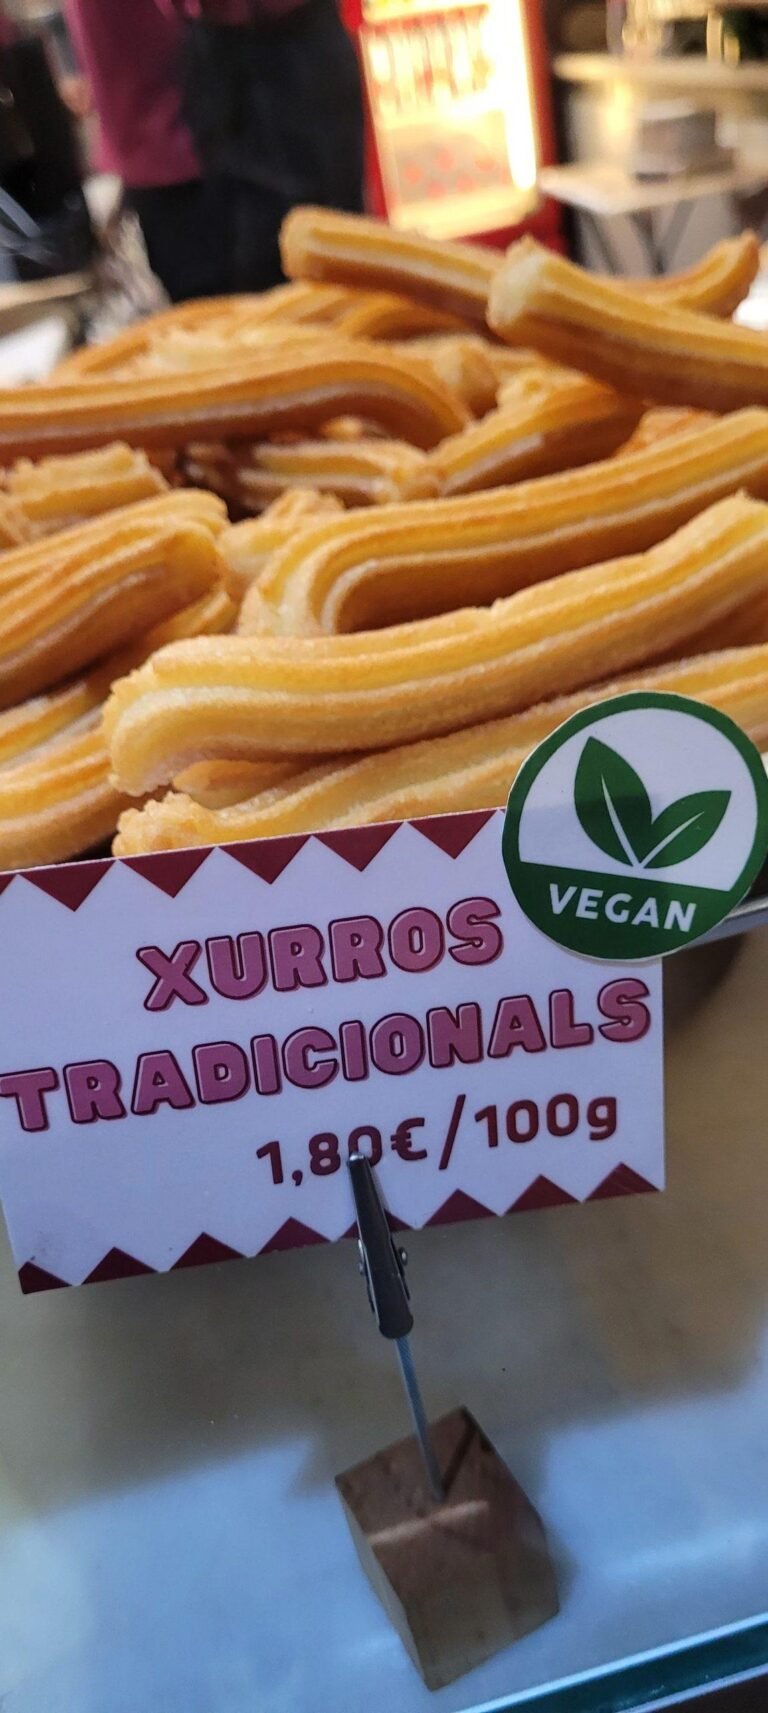 VEGAN
XURROS
TRADICIONALS
1,80€/100g